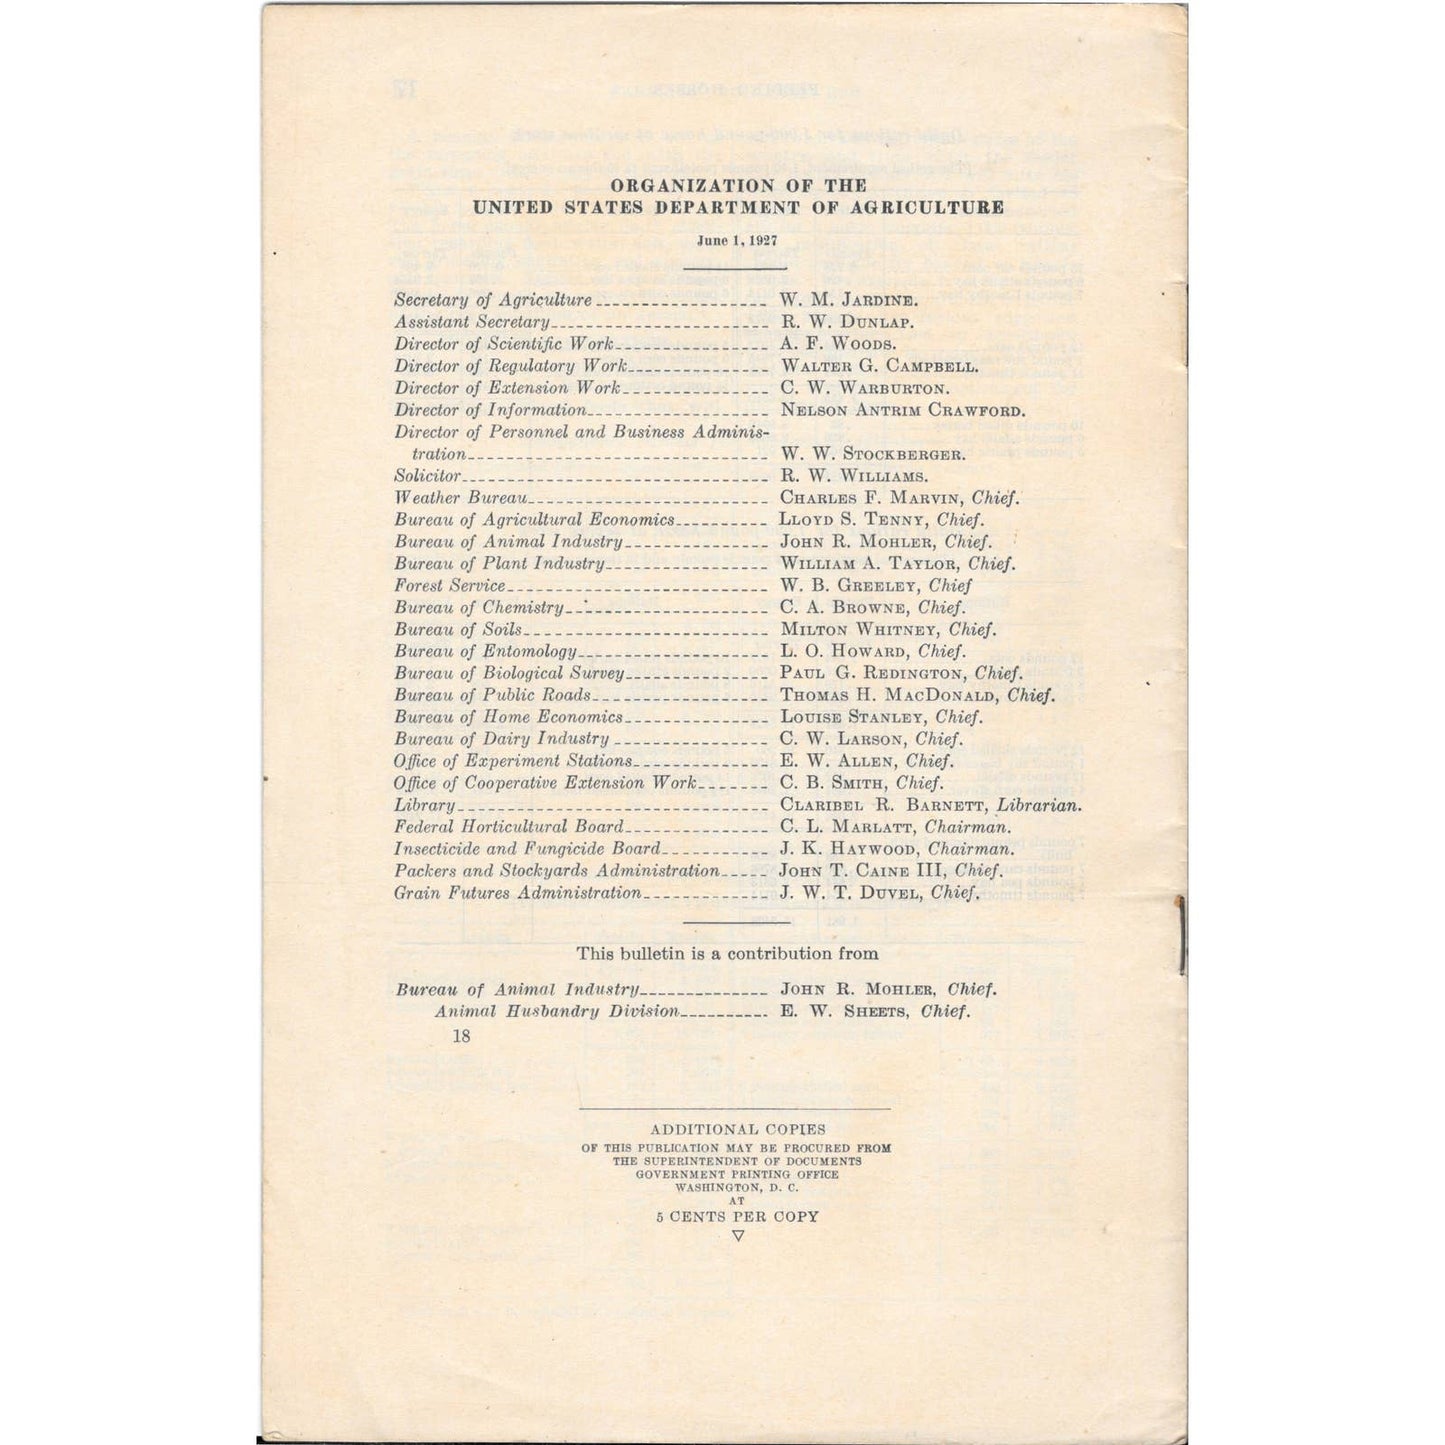 ORGANIZATION OF THE
UNITED STATES DEPARTMENT OF AGRICULTURE
June 1, 1927
Secretary of Agriculture W. M. JARDINE.
Assistant Secretary R. W. DUNLAP.
Director of Scientific Work A. F. WOODS.
Director of Regulatory Work WALTER G. CAMPBELL.
Director of Extension Work C. W. WARBURTON.
Director of Information NELSON ANTRIM CRAWFORD.
Director of Personnel and Business Adminis-
tration W. W. STOCKBERGER.
Solicitor R. W. WILLIAMS.
Weather Bureau CHARLES F. MARVIN, Chief.
Bureau of Agricultural Economics LLOYD S. TENNY, Chief.
Bureau of Animal Industry JOHN R. MOHLER, Chief.
Bureau of Plant Industry WILLIAM A. TAYLOR, Chief.
Forest Service W. B. GREELEY, Chief
Bureau of Chemistry C. A. BROWNE, Chief.
Bureau of Soils MILTON WHITNEY, Chief.
Bureau of Entomology L. O. HOWARD, Chief.
Bureau of Biological Survey PAUL G. REDINGTON, Chief.
Bureau of Public Roads THOMAS H. MACDONALD, Chief.
Bureau of Home Economics LOUISE STANLEY, Chief.
Bureau of Dairy Industry C. W. LARSON, Chief.
Office of Experiment Stations E. W. ALLEN, Chief.
Office of Cooperative Extension Work C. B. SMITH, Chief.
Library CLARIBEL R. BARNETT, Librarian.
Federal Horticultural Board C. L. MARLATT, Chairman.
Insecticide and Fungicide Board J. K. HAYWOOD, Chairman.
Packers and Stockyards Administration JOHN T. CAINE III, Chief.
Grain Futures Administration J. W. T. DUVEL, Chief.
This bulletin is a contribution from
Bureau of Animal Industry JOHN R. MOHLER, Chief.
Animal Husbandry Division E. W. SHEETS, Chief.
18
ADDITIONAL COPIES
OF THIS PUBLICATION MAY BE PROCURED FROM
THE SUPERINTENDENT OF DOCUMENTS
GOVERNMENT PRINTING OFFICE
WASHINGTON, D. C.
AT
5 CENTS PER COPY
▽